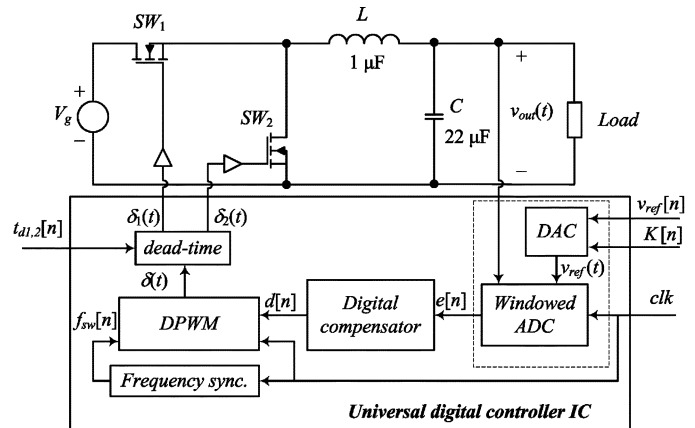 SW1
L
1 µF
+
Vg
−
SW2
C
22 µF
+
vout(t)
−
Load
δ1(t)
δ2(t)
td1,2[n]
dead-time
δ(t)
DAC
vref[n]
K[n]
vref(t)
fsw[n]
DPWM
d[n]
Digital
compensator
e[n]
Windowed
ADC
clk
Frequency sync.
Universal digital controller IC